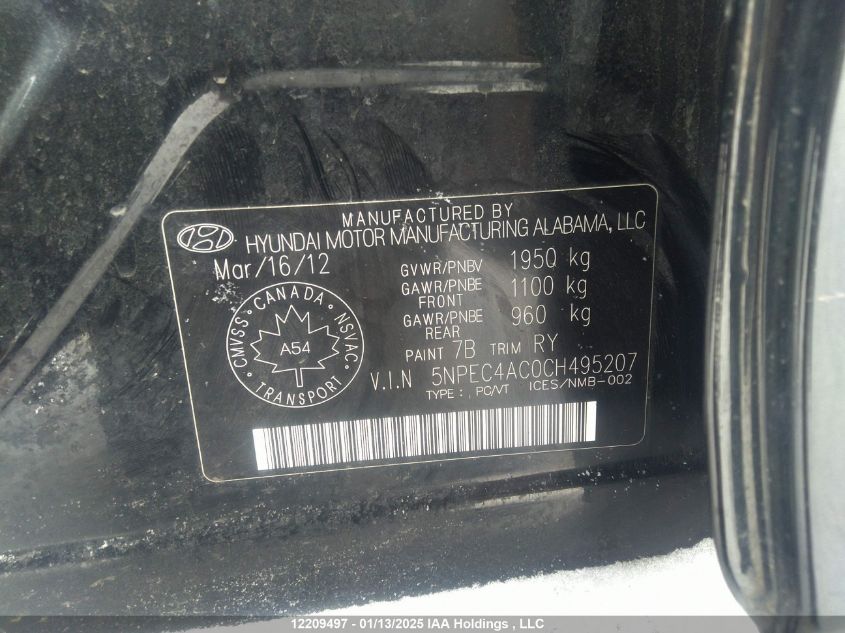 MANUFACTURED BY
HYUNDAI MOTOR MANUFACTURING ALABAMA, LLC
Mar/16/12
GVWR/PNBV 1950 kg
GAWR/PNBE FRONT 1100 kg
GAWR/PNBE REAR 960 kg
PAINT 7B TRIM RY
V.I.N 5NPEC4AC0CH495207
TYPE : , PC/VT ICES/NMB-002
CMVSS · CANADA · NSVAC
A54
TRANSPORT
12209497 - 01/13/2025 IAA Holdings , LLC